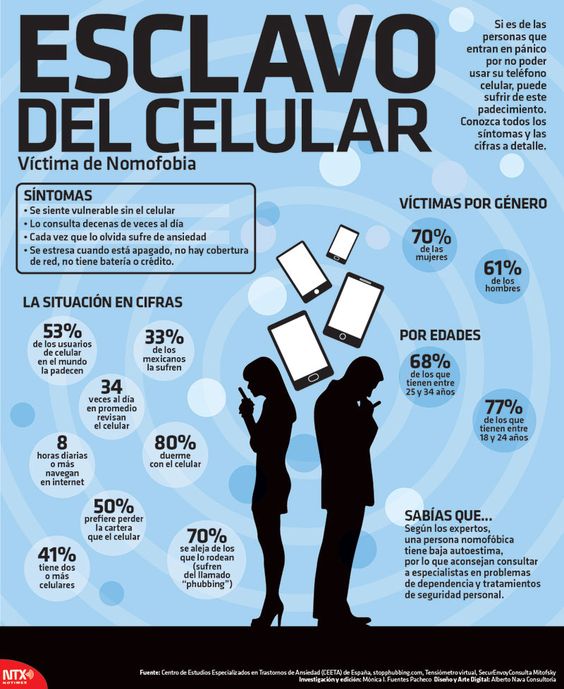 ESCLAVO
DEL CELULAR
Víctima de Nomofobia
Si es de las
personas que
entran en pánico
por no poder
usar su teléfono
celular, puede
sufrir de este
padecimiento.
Conozca todos los
síntomas y las
cifras a detalle.
SÍNTOMAS
• Se siente vulnerable sin el celular
• Lo consulta decenas de veces al día
• Cada vez que lo olvida sufre de ansiedad
• Se estresa cuando está apagado, no hay cobertura
de red, no tiene batería o crédito.
LA SITUACIÓN EN CIFRAS
53%
de los usuarios
de celular
en el mundo
la padecen
33%
de los
mexicanos
la sufren
34
veces al día
en promedio
revisan
el celular
8
horas diarias
o más
navegan
en internet
80%
duerme
con el celular
50%
prefiere perder
la cartera
que el celular
41%
tiene dos
o más
celulares
70%
se aleja de los
que lo rodean
(sufren
del llamado
"phubbing")
VÍCTIMAS POR GÉNERO
70%
de las
mujeres
61%
de los
hombres
POR EDADES
68%
de los que
tienen entre
25 y 34 años
77%
de los que
tienen entre
18 y 24 años
SABÍAS QUE...
Según los expertos,
una persona nomofóbica
tiene baja autoestima,
por lo que aconsejan consultar
a especialistas en problemas
de dependencia y tratamientos
de seguridad personal.
NTX
NOTIMEX
Fuente: Centro de Estudios Especializados en Trastornos de Ansiedad (CEETA) de España, stopphubbing.com, Tensiómetro virtual, SecurEnvoyConsulta Mitofsky
Investigación y edición: Mónica I. Fuentes Pacheco Diseño y Arte Digital: Alberto Nava Consultoría